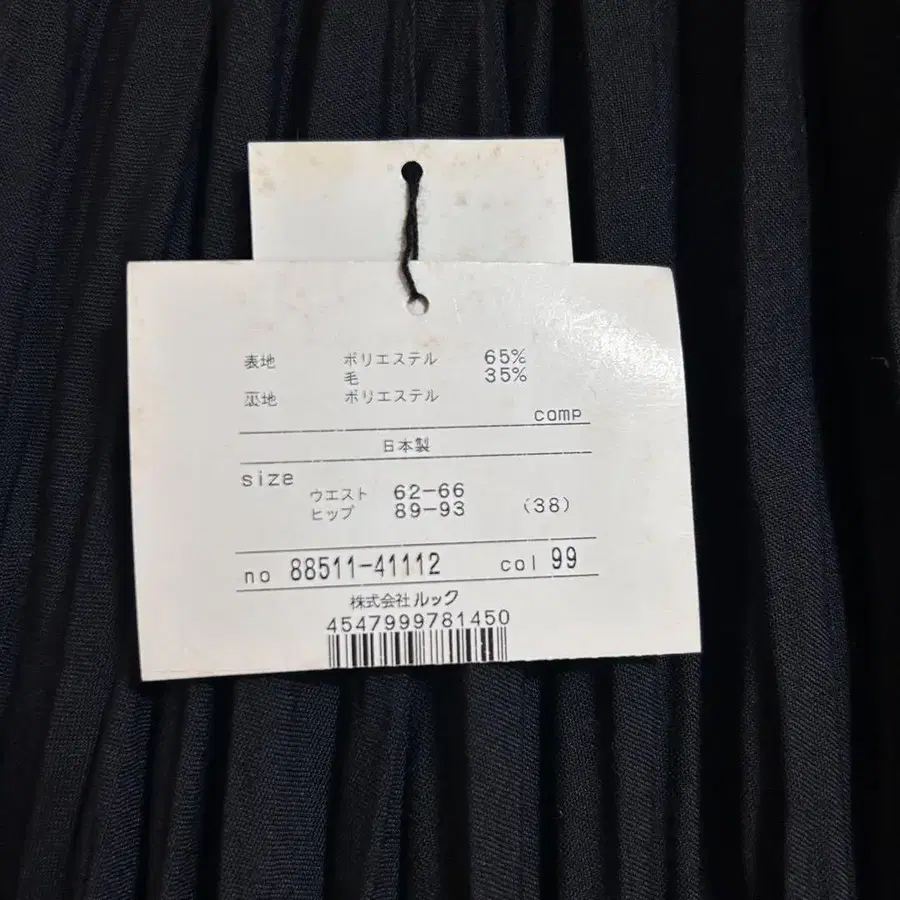 表地 ポリエステル 65%
毛 35%
裏地 ポリエステル
comp
日本製
size
ウエスト 62-66
ヒップ 89-93 (38)
no 88511-41112 col 99
株式会社ルック
4547999781450